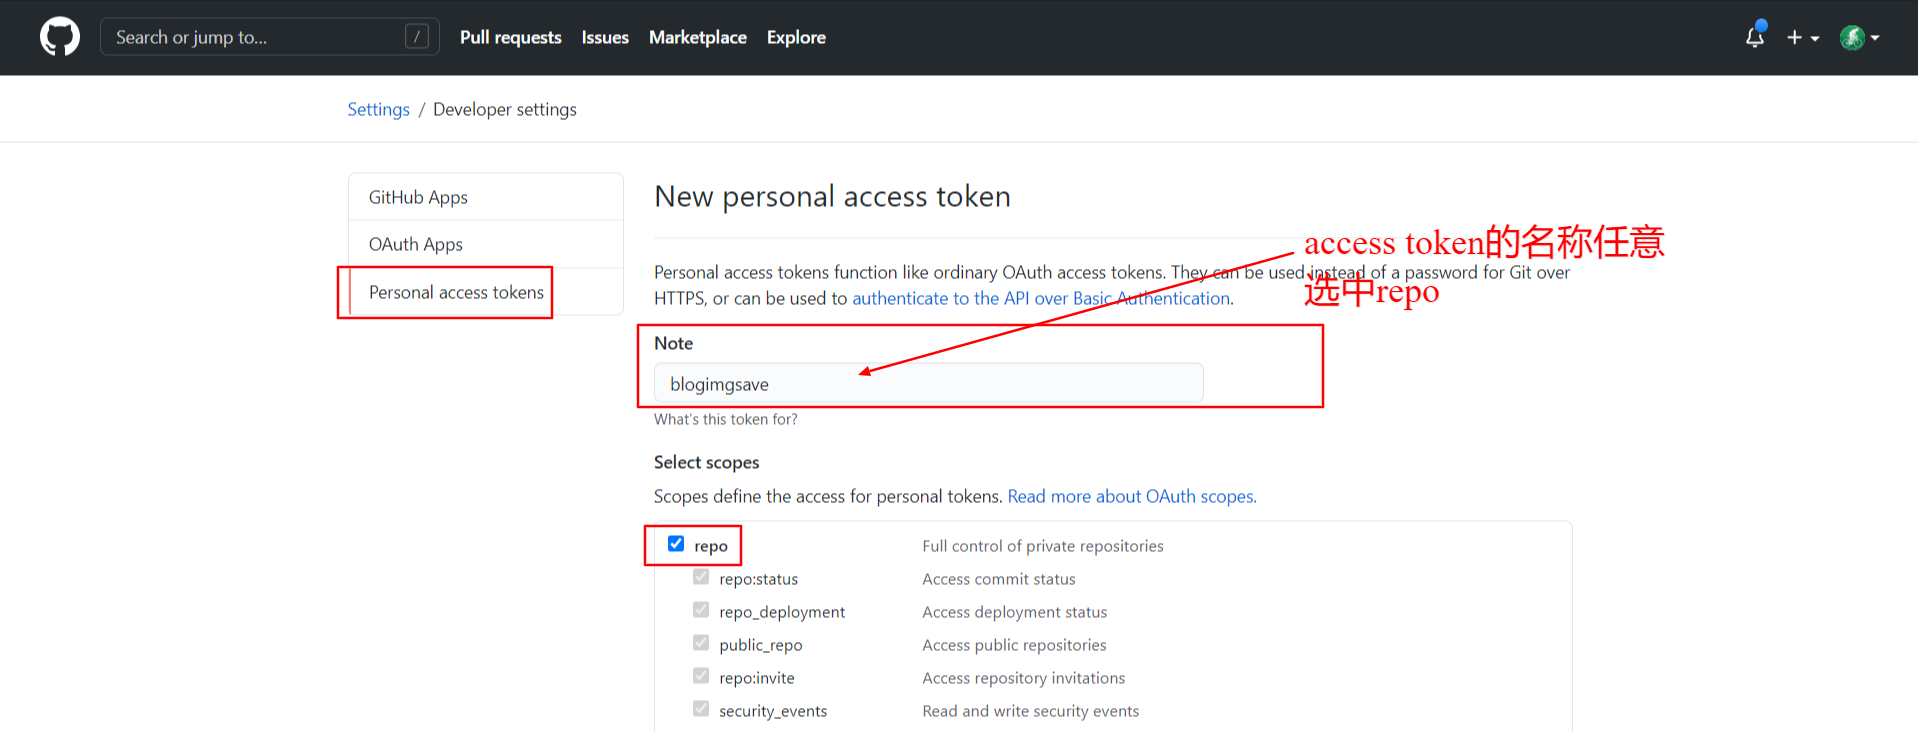 Search or jump to...
/
Pull requests
Issues
Marketplace
Explore
Settings / Developer settings
GitHub Apps
OAuth Apps
Personal access tokens
New personal access token
access token的名称任意
选中repo
Personal access tokens function like ordinary OAuth access tokens. They can be used instead of a password for Git over
HTTPS, or can be used to authenticate to the API over Basic Authentication.
Note
blogimgsave
What's this token for?
Select scopes
Scopes define the access for personal tokens. Read more about OAuth scopes.
repo Full control of private repositories
repo:status Access commit status
repo_deployment Access deployment status
public_repo Access public repositories
repo:invite Access repository invitations
security_events Read and write security events